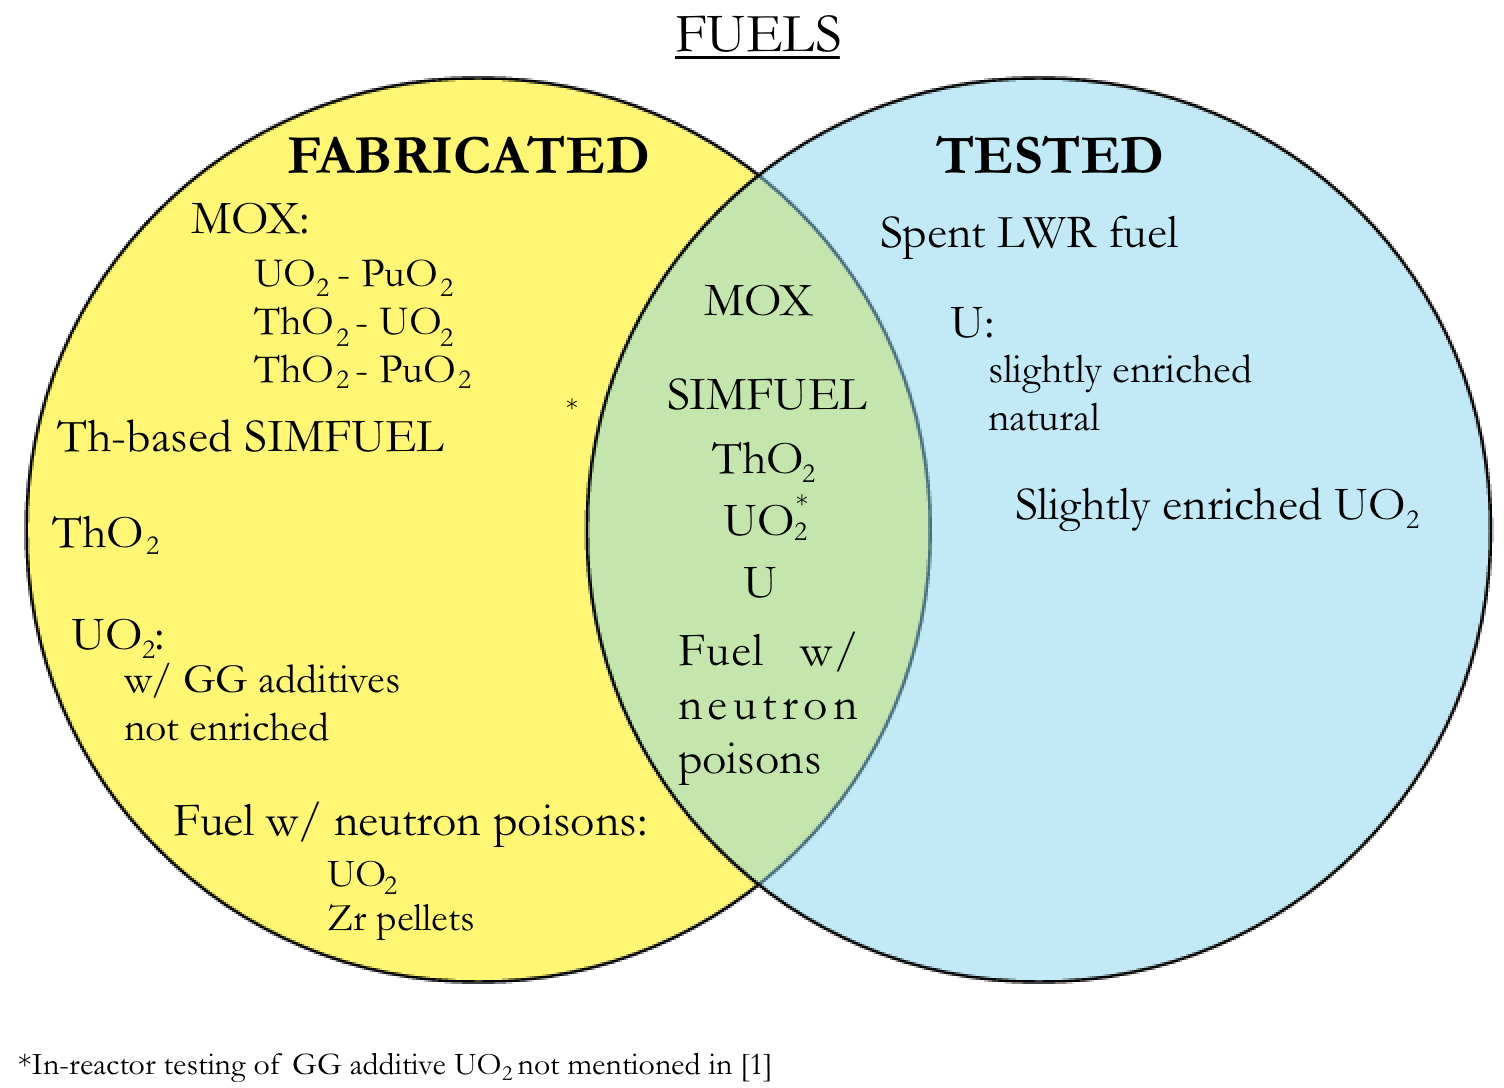 FUELS
FABRICATED
MOX:
UO₂ - PuO₂
ThO₂ - UO₂
ThO₂ - PuO₂
*
Th-based SIMFUEL
ThO₂
UO₂:
w/ GG additives
not enriched
Fuel w/ neutron poisons:
UO₂
Zr pellets
MOX
SIMFUEL
ThO₂
UO₂*
U
Fuel w/
neutron
poisons
TESTED
Spent LWR fuel
U:
slightly enriched
natural
Slightly enriched UO₂
*In-reactor testing of GG additive UO₂ not mentioned in [1]